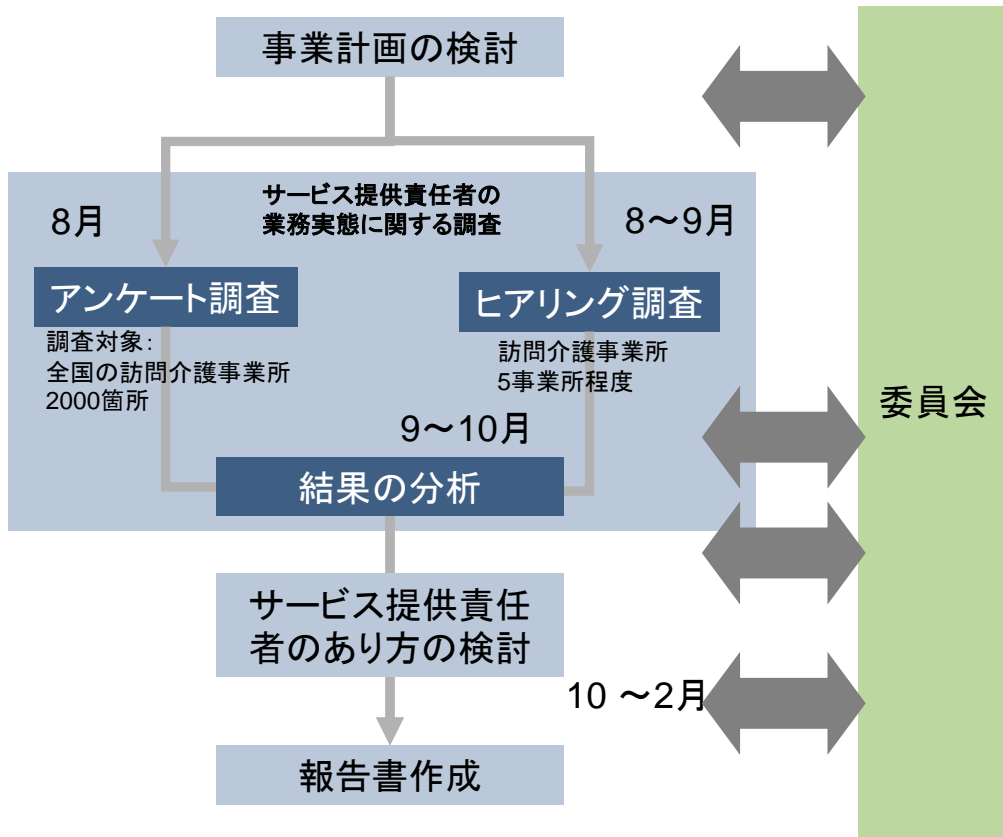 事業計画の検討
サービス提供責任者の
業務実態に関する調査
8月
8～9月
アンケート調査
調査対象：
全国の訪問介護事業所
2000箇所
ヒアリング調査
訪問介護事業所
5事業所程度
9～10月
結果の分析
サービス提供責任
者のあり方の検討
10 ～2月
報告書作成
委員会